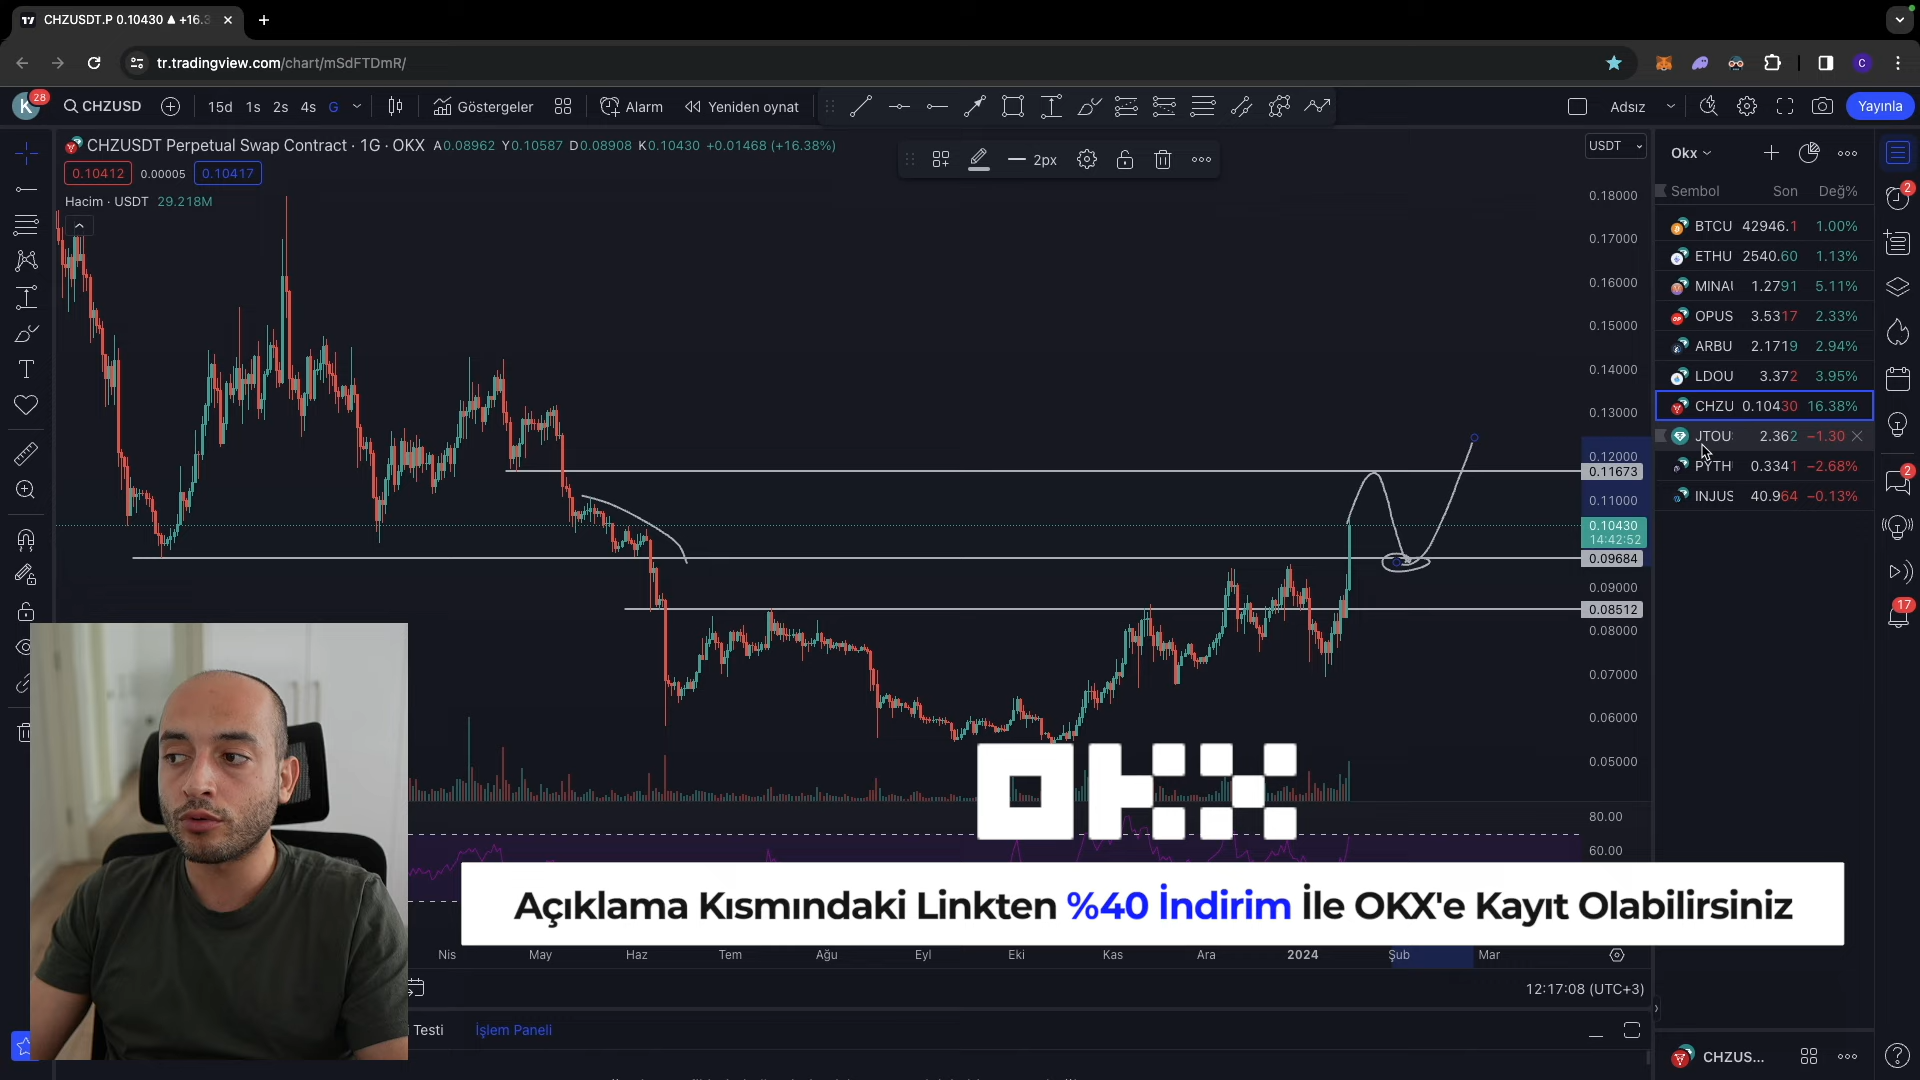 CHZUSDT.P 0.10430 ▲ +16.3
tr.tradingview.com/chart/mSdFTDmR/
C
K
28
CHZUSD
15d 1s 2s 4s G
Göstergeler
Alarm
Yeniden oynat
Adsız
Yayınla
CHZUSDT Perpetual Swap Contract · 1G · OKX A0.08962 Y0.10587 D0.08908 K0.10430 +0.01468 (+16.38%)
0.10412 0.00005 0.10417
Hacim · USDT 29.218M
2px
USDT
0.18000
0.17000
0.16000
0.15000
0.14000
0.13000
0.12000
0.11673
0.11000
0.10430
14:42:52
0.09684
0.09000
0.08512
0.08000
0.07000
0.06000
0.05000
80.00
60.00
Okx
Sembol Son Değ%
BTCU 42946.1 1.00%
ETHU 2540.60 1.13%
MINAU 1.2791 5.11%
OPUS 3.5317 2.33%
ARBU 2.1719 2.94%
LDOU 3.372 3.95%
CHZU 0.10430 16.38%
JTOU 2.362 −1.30
PYTH 0.3341 −2.68%
INJUS 40.964 −0.13%
2
2
17
OKX
Açıklama Kısmındaki Linkten %40 İndirim İle OKX'e Kayıt Olabilirsiniz
Nis May Haz Tem Ağu Eyl Eki Kas Ara 2024 Şub Mar
12:17:08 (UTC+3)
Testi
İşlem Paneli
CHZUS...